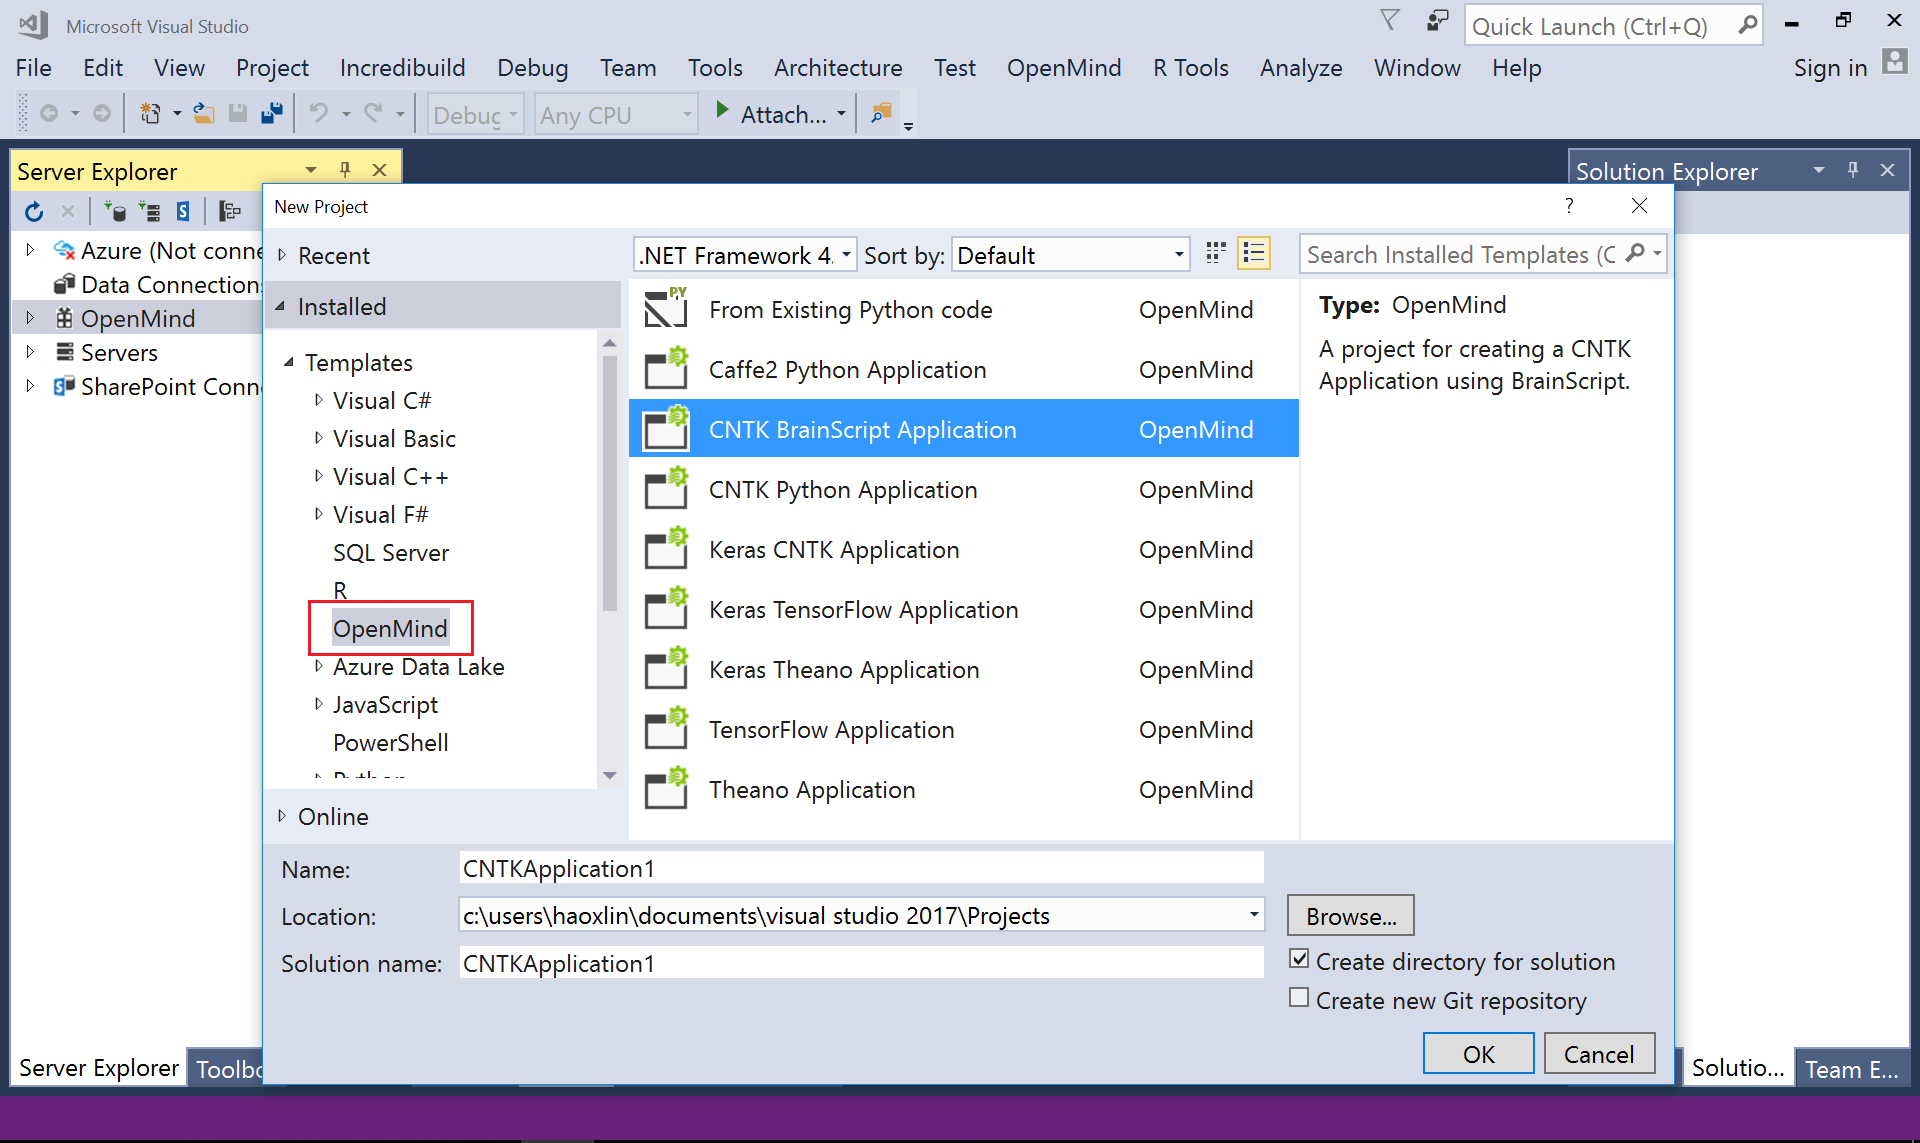 Microsoft Visual Studio
Quick Launch (Ctrl+Q)
File Edit View Project Incredibuild Debug Team Tools Architecture Test OpenMind R Tools Analyze Window Help Sign in
Debug Any CPU Attach...
Server Explorer
Solution Explorer
New Project
?
Azure (Not conne
Data Connection
OpenMind
Servers
SharePoint Conn
Recent
Installed
Templates
Visual C#
Visual Basic
Visual C++
Visual F#
SQL Server
R
OpenMind
Azure Data Lake
JavaScript
PowerShell
Python
Online
.NET Framework 4. Sort by: Default
Search Installed Templates (C
PY
From Existing Python code OpenMind
Caffe2 Python Application OpenMind
CNTK BrainScript Application OpenMind
CNTK Python Application OpenMind
Keras CNTK Application OpenMind
Keras TensorFlow Application OpenMind
Keras Theano Application OpenMind
TensorFlow Application OpenMind
Theano Application OpenMind
Type: OpenMind
A project for creating a CNTK
Application using BrainScript.
Name: CNTKApplication1
Location: c:\users\haoxlin\documents\visual studio 2017\Projects
Browse...
Solution name: CNTKApplication1
Create directory for solution
Create new Git repository
OK Cancel
Server Explorer Toolbo
Solutio... Team E...